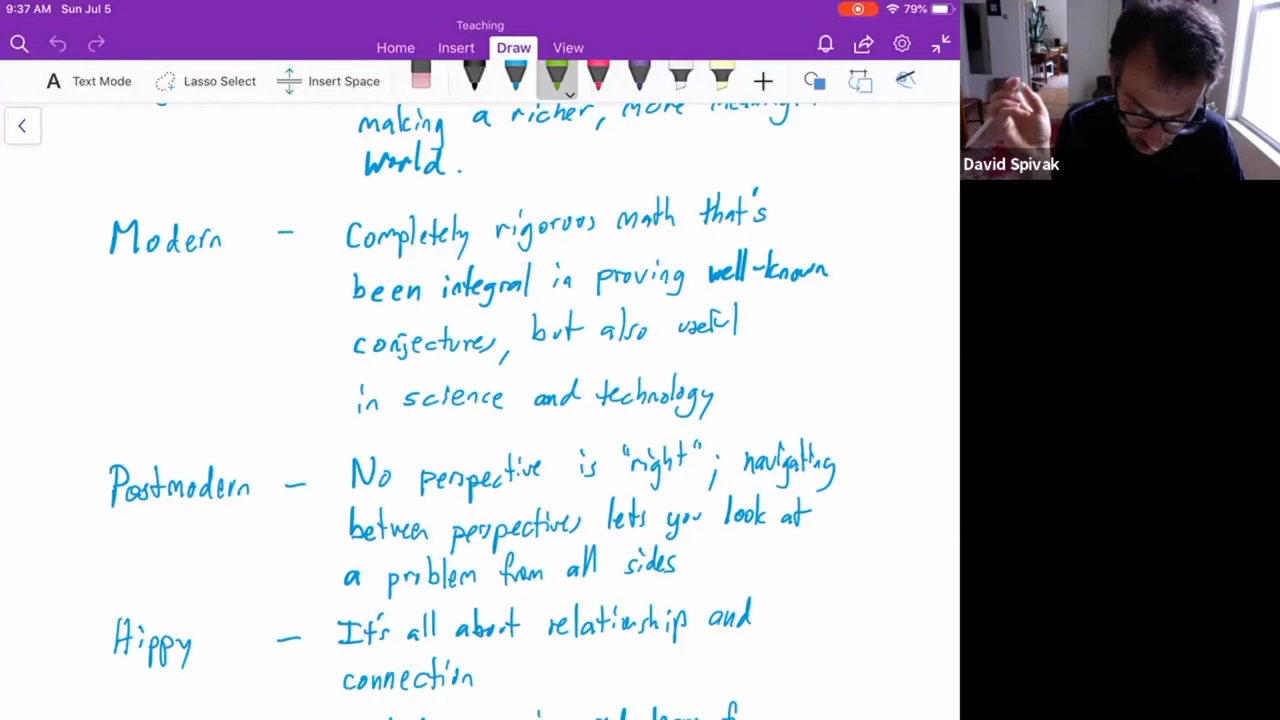 9:37 AM Sun Jul 5
79%
Teaching
Home Insert Draw View
A Text Mode Lasso Select Insert Space
David Spivak
making a richer, more
world.
Modern - Completely rigorous math that's
been integral in proving well-known
conjectures, but also useful
in science and technology
Postmodern - No perspective is "right"; navigating
between perspectives lets you look at
a problem from all sides
Hippy - It's all about relationship and
connection